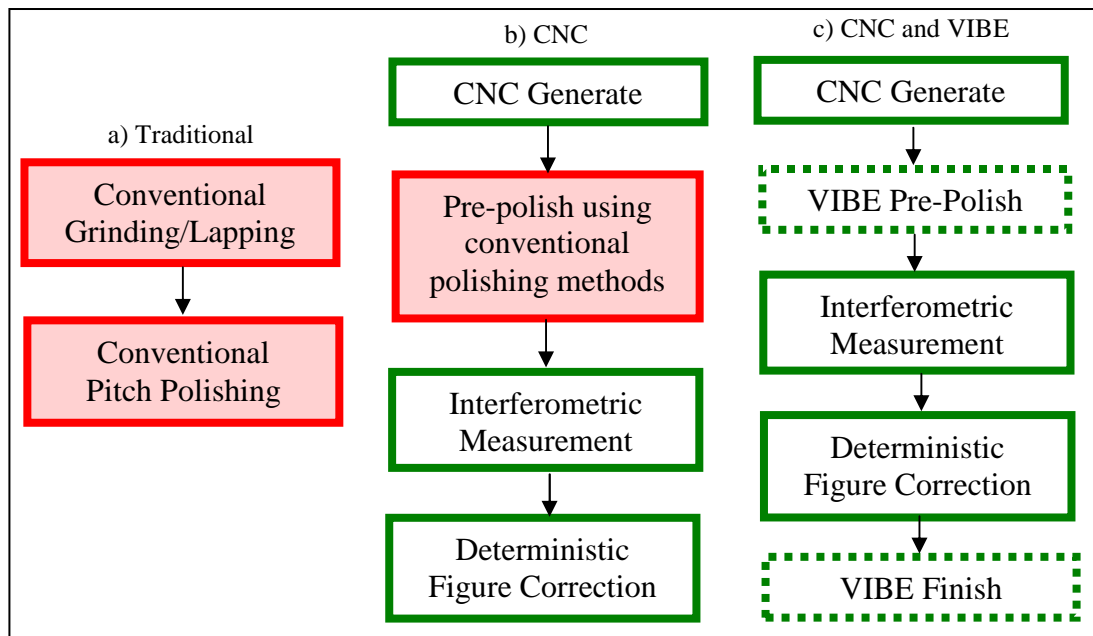 a) Traditional
Conventional
Grinding/Lapping
Conventional
Pitch Polishing
b) CNC
CNC Generate
Pre-polish using
conventional
polishing methods
Interferometric
Measurement
Deterministic
Figure Correction
c) CNC and VIBE
CNC Generate
VIBE Pre-Polish
Interferometric
Measurement
Deterministic
Figure Correction
VIBE Finish